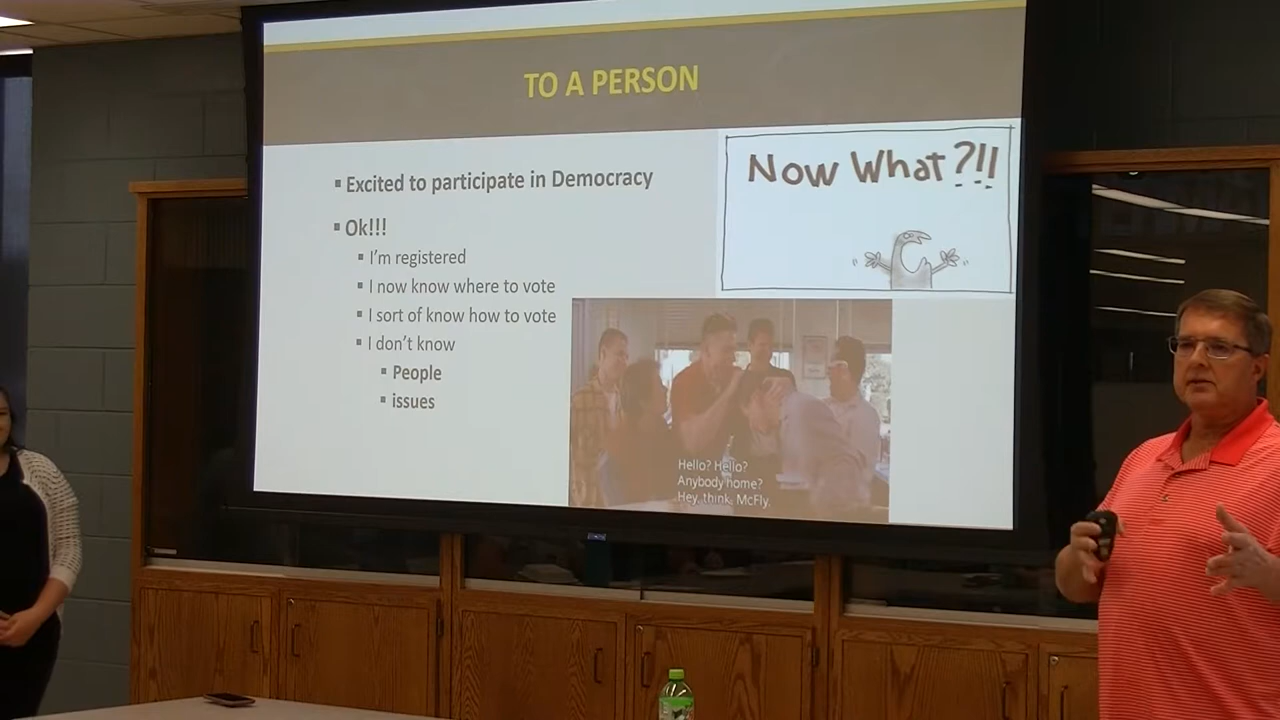 TO A PERSON
Excited to participate in Democracy
Ok!!!
I'm registered
I now know where to vote
I sort of know how to vote
I don't know
People
issues
Now What?!!
Hello? Hello?
Anybody home?
Hey, think, McFly.